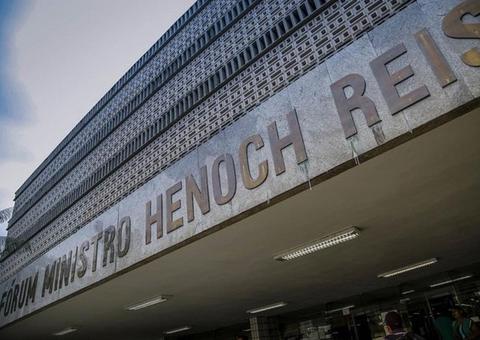 FÓRUM MINISTRO HENOCH REIS